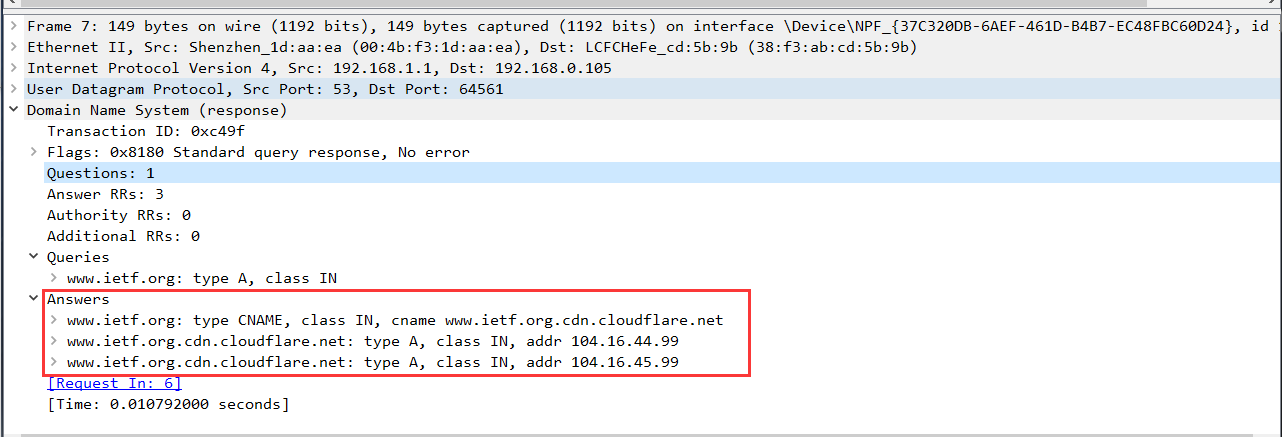 Frame 7: 149 bytes on wire (1192 bits), 149 bytes captured (1192 bits) on interface \Device\NPF_{37C320DB-6AEF-461D-B4B7-EC48FBC60D24}, id
Ethernet II, Src: Shenzhen_1d:aa:ea (00:4b:f3:1d:aa:ea), Dst: LCFCHeFe_cd:5b:9b (38:f3:ab:cd:5b:9b)
Internet Protocol Version 4, Src: 192.168.1.1, Dst: 192.168.0.105
User Datagram Protocol, Src Port: 53, Dst Port: 64561
Domain Name System (response)
Transaction ID: 0xc49f
Flags: 0x8180 Standard query response, No error
Questions: 1
Answer RRs: 3
Authority RRs: 0
Additional RRs: 0
Queries
www.ietf.org: type A, class IN
Answers
www.ietf.org: type CNAME, class IN, cname www.ietf.org.cdn.cloudflare.net
www.ietf.org.cdn.cloudflare.net: type A, class IN, addr 104.16.44.99
www.ietf.org.cdn.cloudflare.net: type A, class IN, addr 104.16.45.99
[Request In: 6]
[Time: 0.010792000 seconds]